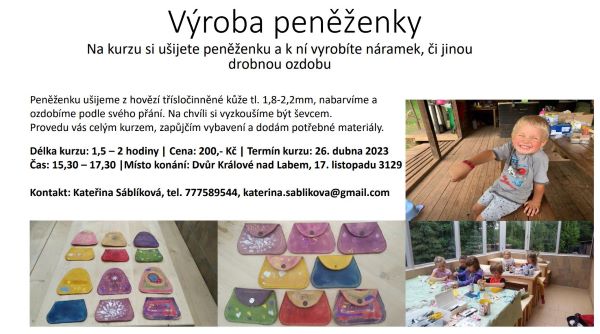 Výroba peněženky
Na kurzu si ušijete peněženku a k ní vyrobíte náramek, či jinou
drobnou ozdobu
Peněženku ušijeme z hovězí třísločinněné kůže tl. 1,8-2,2mm, nabarvíme a
ozdobíme podle svého přání. Na chvíli si vyzkoušíme být ševcem.
Provedu vás celým kurzem, zapůjčím vybavení a dodám potřebné materiály.
Délka kurzu: 1,5 – 2 hodiny | Cena: 200,- Kč | Termín kurzu: 26. dubna 2023
Čas: 15,30 – 17,30 |Místo konání: Dvůr Králové nad Labem, 17. listopadu 3129
Kontakt: Kateřina Sáblíková, tel. 777589544, katerina.sablikova@gmail.com